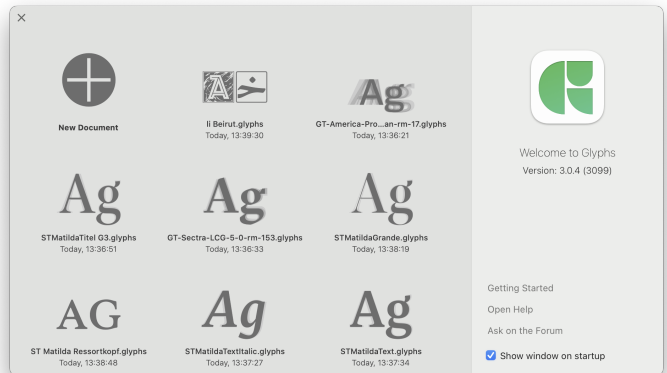 New Document
Ii Beirut.glyphs
Today, 13:39:30
Ag
GT-America-Pro...an-rm-17.glyphs
Today, 13:36:21
Ag
STMatildaTitel G3.glyphs
Today, 13:36:51
Ag
GT-Sectra-LCG-5-0-rm-153.glyphs
Today, 13:36:33
Ag
STMatildaGrande.glyphs
Today, 13:38:19
AG
ST Matilda Ressortkopf.glyphs
Today, 13:38:48
Ag
STMatildaTextItalic.glyphs
Today, 13:37:27
Ag
STMatildaText.glyphs
Today, 13:37:34
Welcome to Glyphs
Version: 3.0.4 (3099)
Getting Started
Open Help
Ask on the Forum
Show window on startup